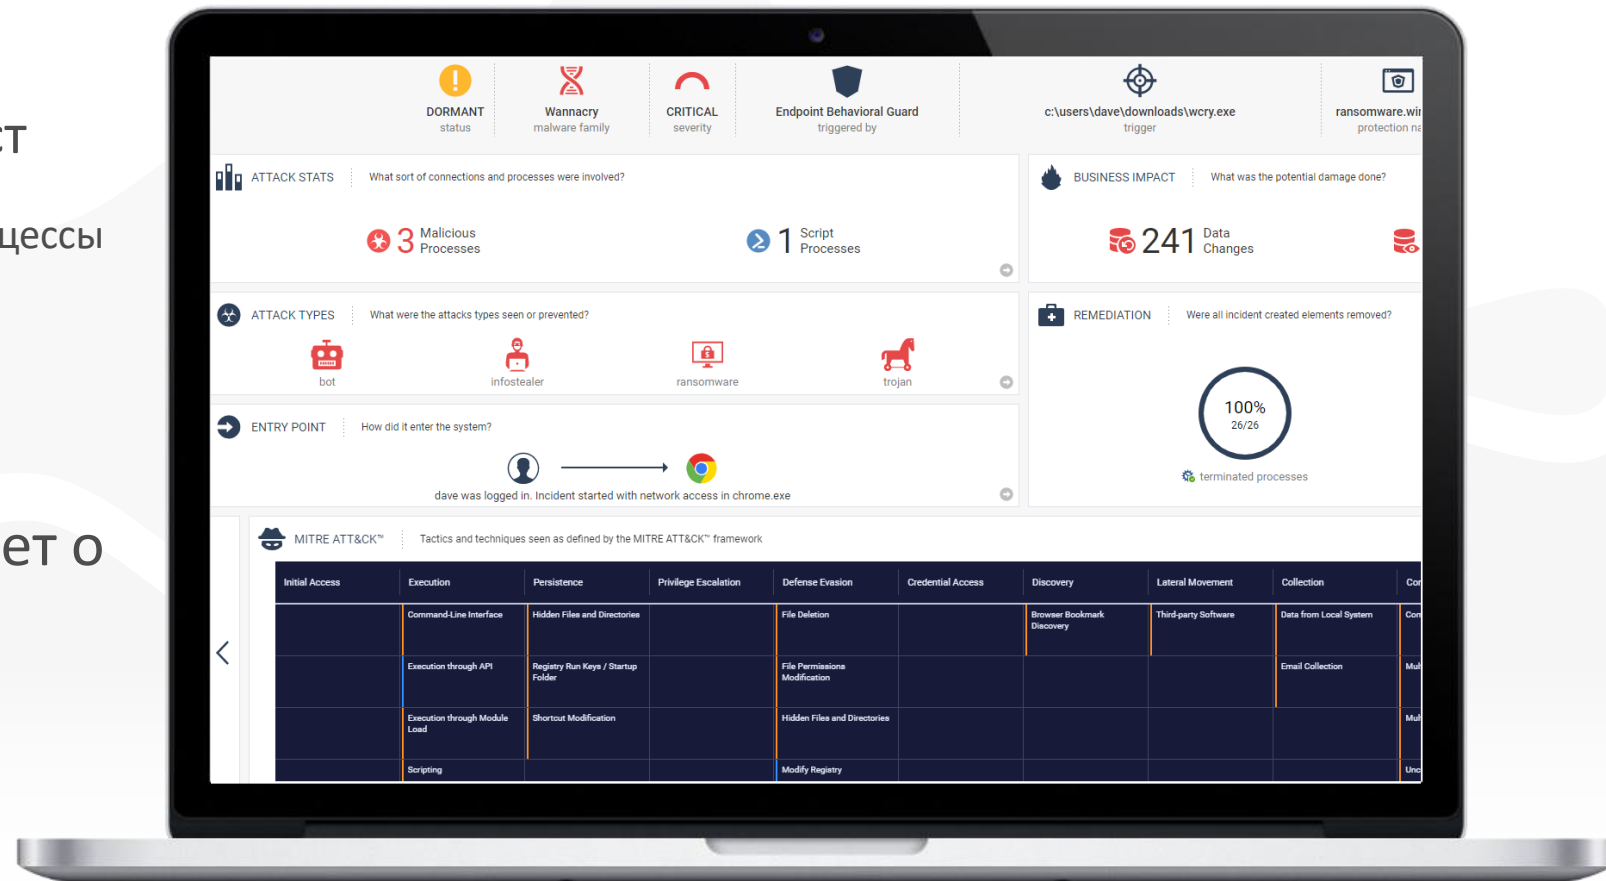 ст
цессы
ет о
DORMANT
status
Wannacry
malware family
CRITICAL
severity
Endpoint Behavioral Guard
triggered by
c:\users\dave\downloads\wcry.exe
trigger
ransomware.wi
protection na
ATTACK STATS
What sort of connections and processes were involved?
3 Malicious
Processes
1 Script
Processes
BUSINESS IMPACT
What was the potential damage done?
241 Data
Changes
ATTACK TYPES
What were the attacks types seen or prevented?
bot
infostealer
ransomware
trojan
REMEDIATION
Were all incident created elements removed?
100%
26/26
terminated processes
ENTRY POINT
How did it enter the system?
dave was logged in. Incident started with network access in chrome.exe
MITRE ATT&CK™
Tactics and techniques seen as defined by the MITRE ATT&CK™ framework
Initial Access Execution Persistence Privilege Escalation Defense Evasion Credential Access Discovery Lateral Movement Collection Cor
Command-Line Interface Hidden Files and Directories File Deletion Browser Bookmark Third-party Software Data from Local System Con
Discovery
Execution through API Registry Run Keys / Startup File Permissions Email Collection Mul
Folder Modification
Execution through Module Shortcut Modification Hidden Files and Directories Mul
Load
Scripting Modify Registry Unc